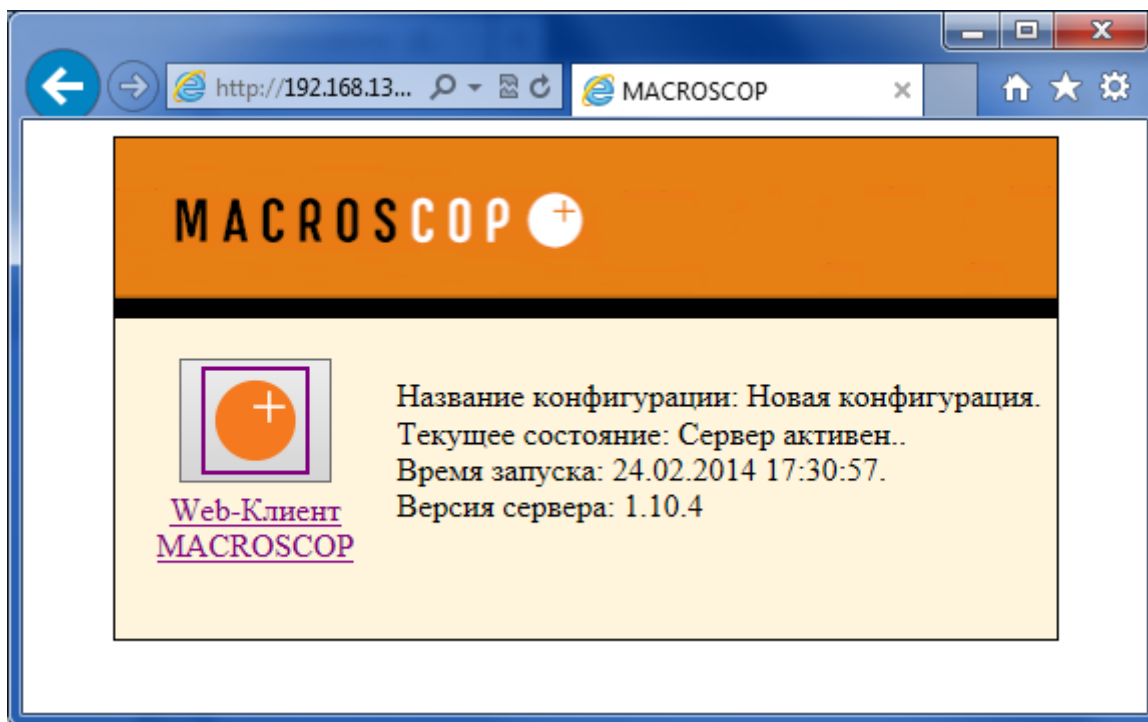 http://192.168.13...
MACROSCOP
MACROSCOP
Название конфигурации: Новая конфигурация.
Текущее состояние: Сервер активен..
Время запуска: 24.02.2014 17:30:57.
Версия сервера: 1.10.4
Web-Клиент
MACROSCOP